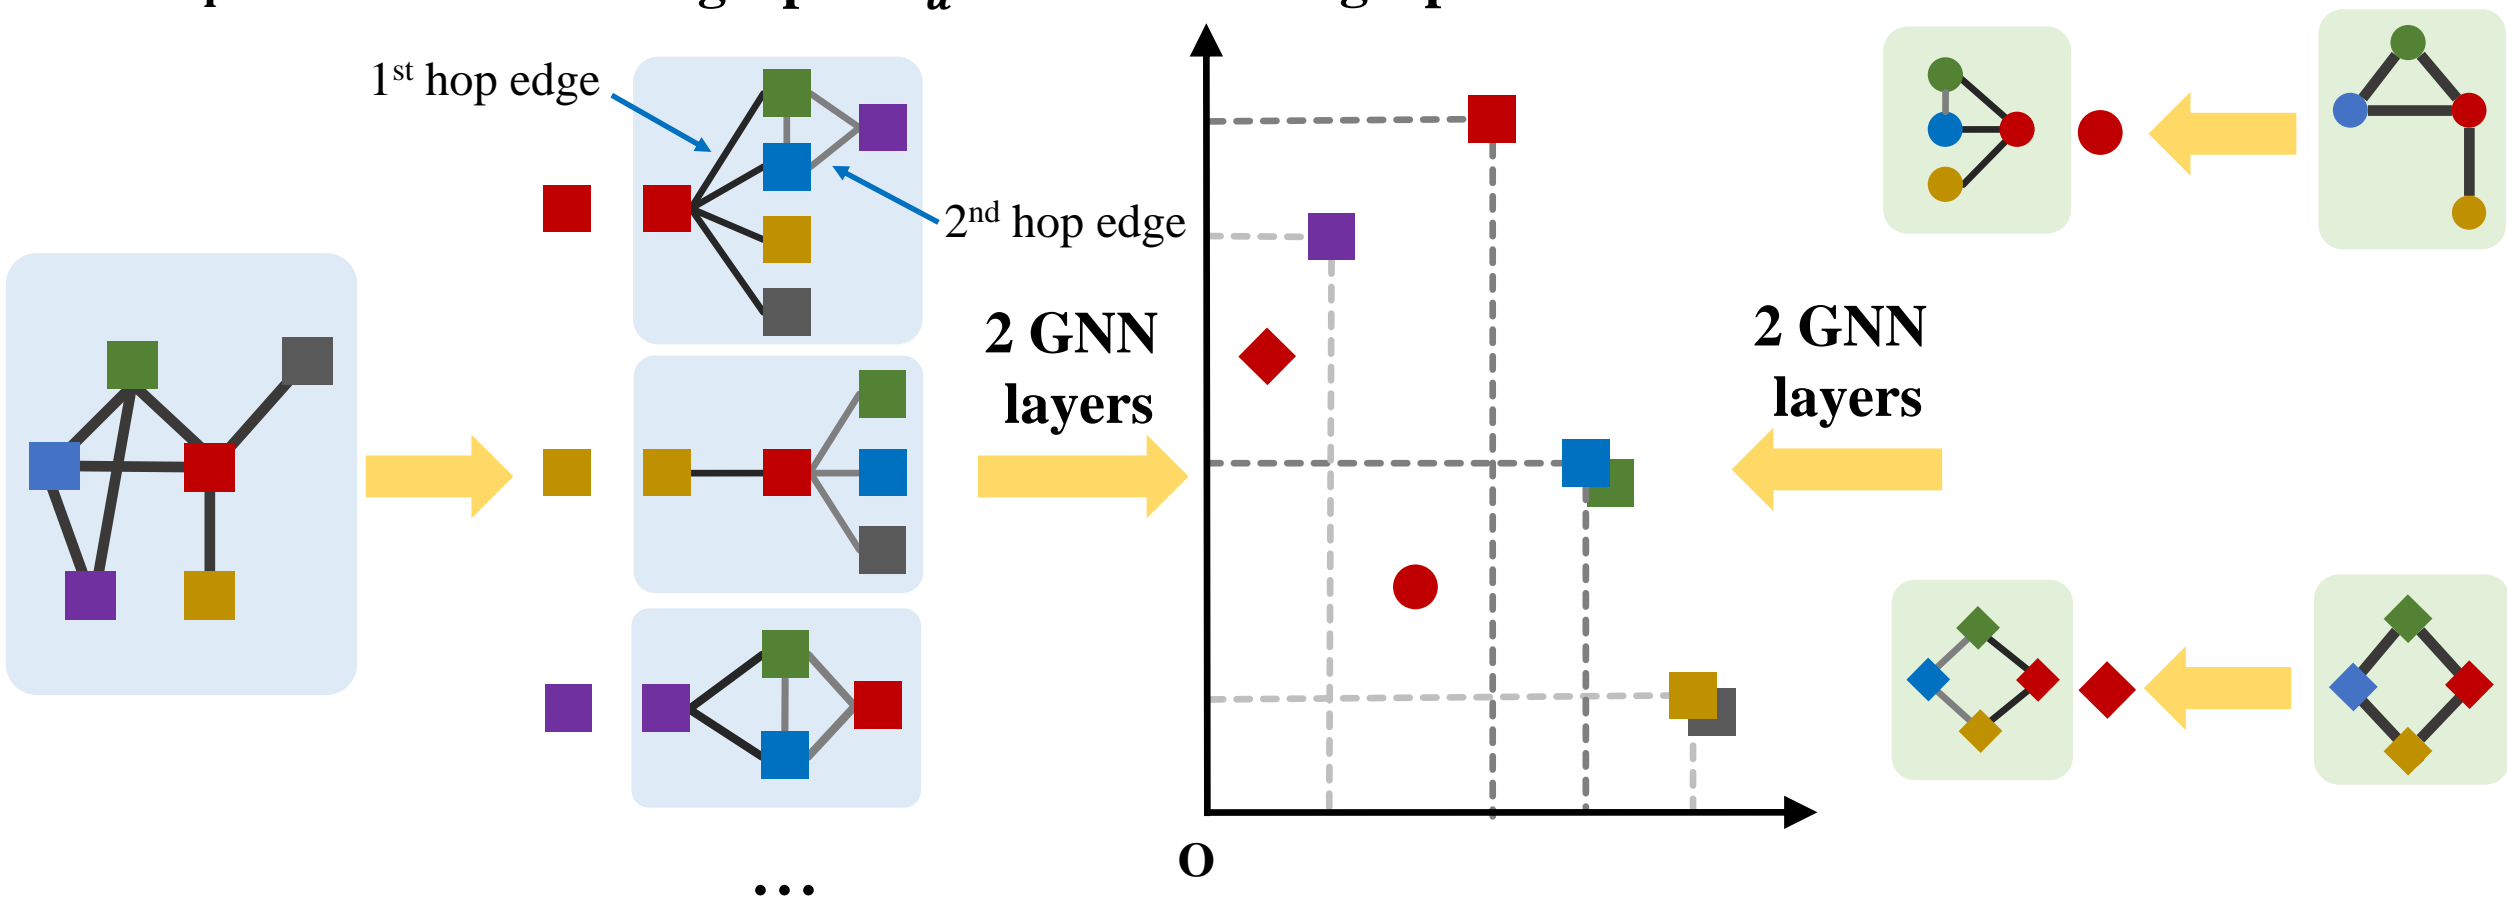 1st hop edge
2nd hop edge
2 GNN
layers
2 GNN
layers
O
...